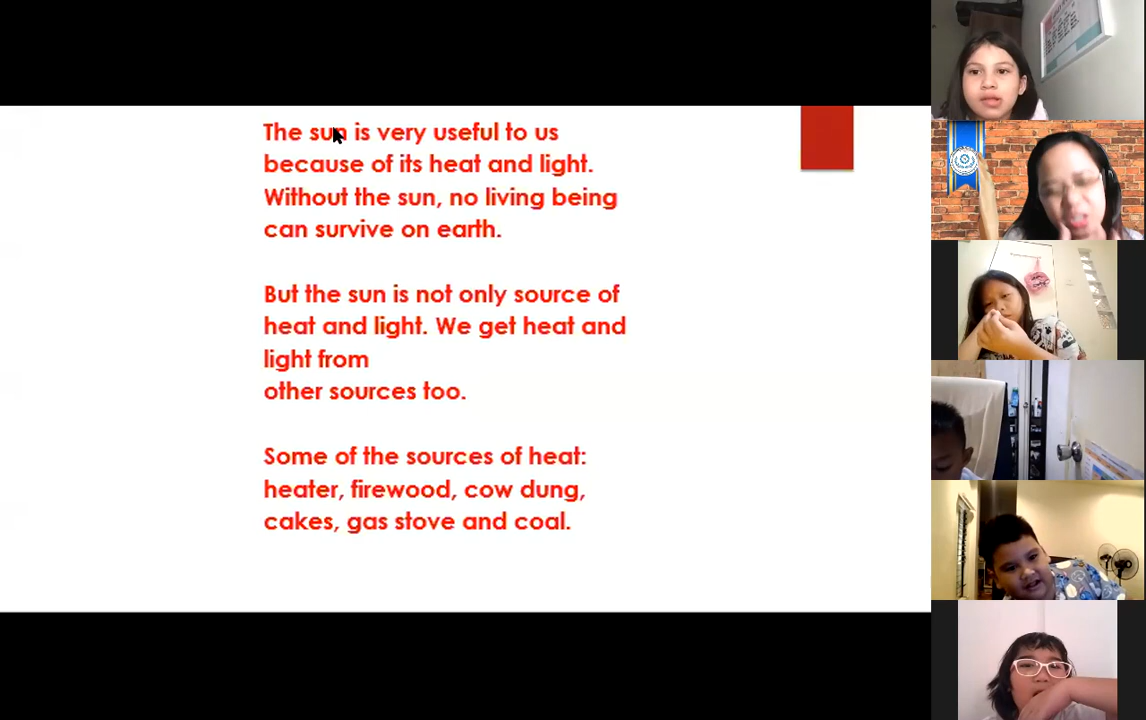 The sun is very useful to us
because of its heat and light.
Without the sun, no living being
can survive on earth.
But the sun is not only source of
heat and light. We get heat and
light from
other sources too.
Some of the sources of heat:
heater, firewood, cow dung,
cakes, gas stove and coal.